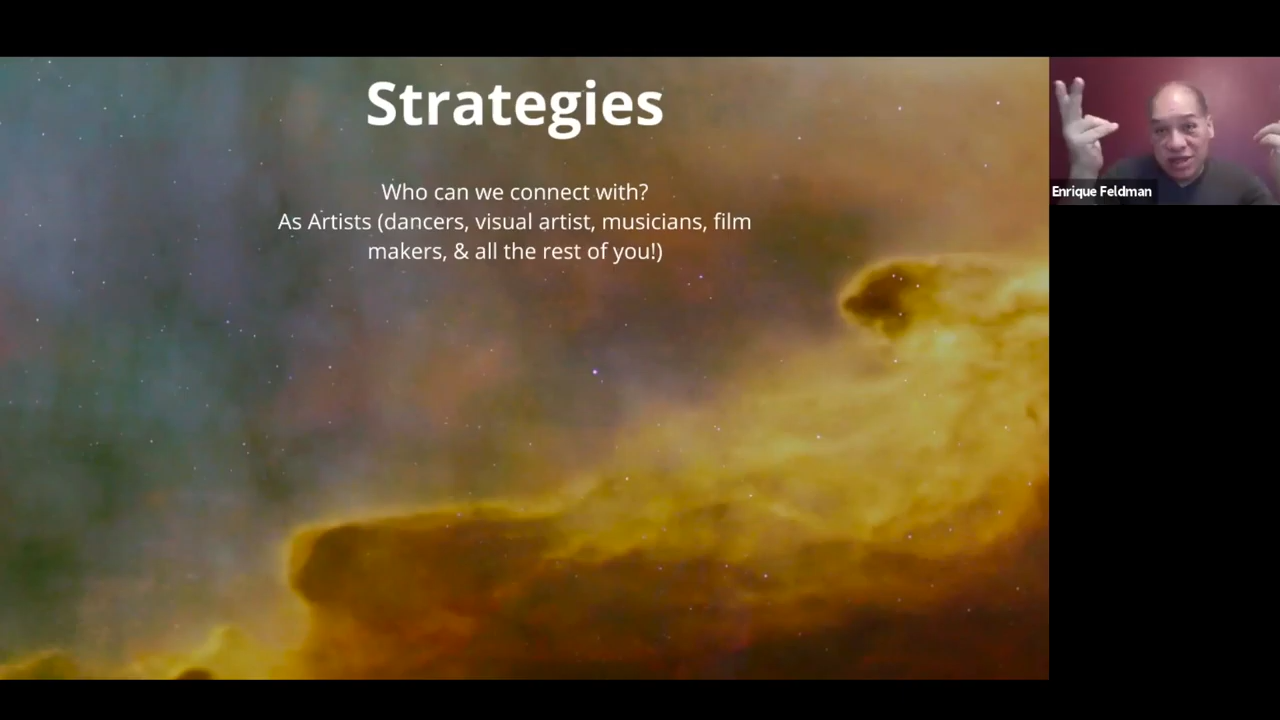 Strategies
Who can we connect with?
As Artists (dancers, visual artist, musicians, film
makers, & all the rest of you!)
Enrique Feldman